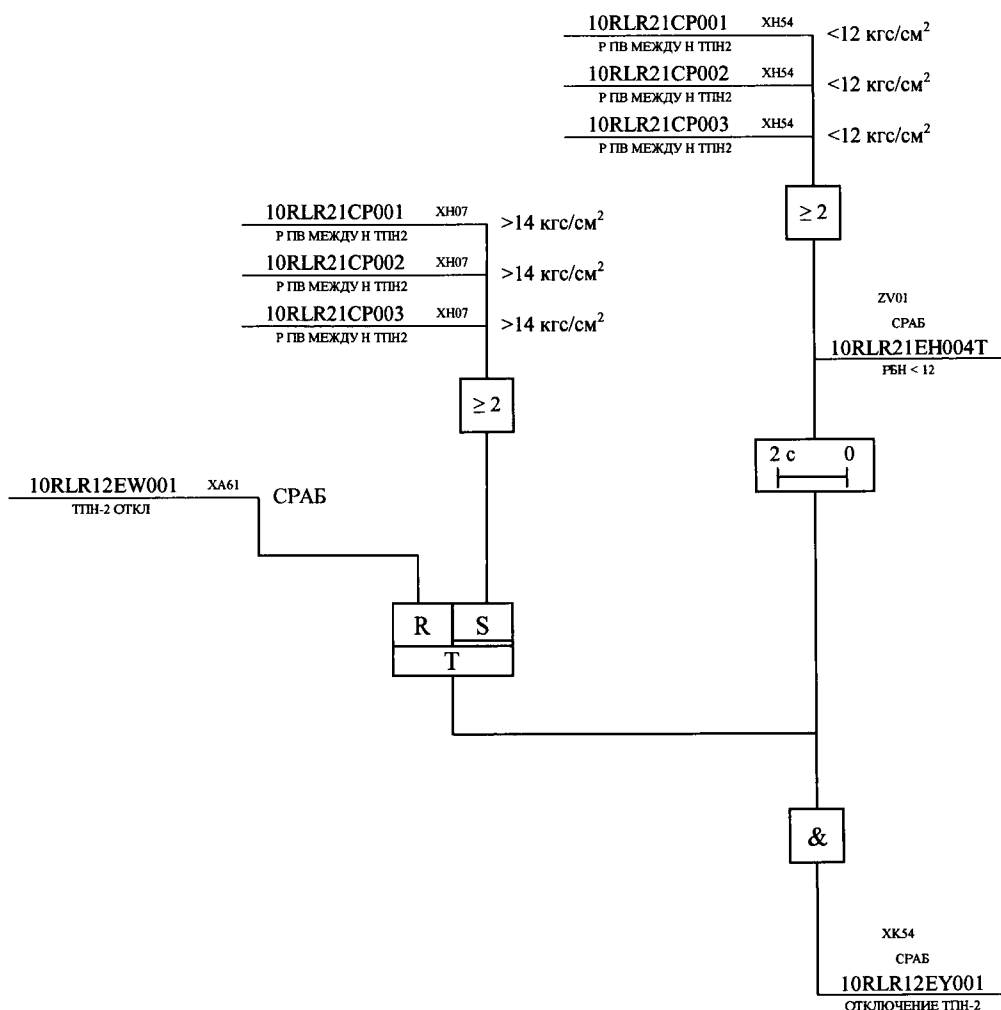 10RLR21CP001 XH54 <12 кгс/см²
Р ПВ МЕЖДУ Н ТПН2
10RLR21CP002 XH54 <12 кгс/см²
Р ПВ МЕЖДУ Н ТПН2
10RLR21CP003 XH54 <12 кгс/см²
Р ПВ МЕЖДУ Н ТПН2
≥ 2
10RLR21CP001 XH07 >14 кгс/см²
Р ПВ МЕЖДУ Н ТПН2
10RLR21CP002 XH07 >14 кгс/см²
Р ПВ МЕЖДУ Н ТПН2
10RLR21CP003 XH07 >14 кгс/см²
Р ПВ МЕЖДУ Н ТПН2
≥ 2
ZV01
СРАБ
10RLR21EH004T
РБН < 12
2 с 0
10RLR12EW001 XA61 СРАБ
ТПН-2 ОТКЛ
R S
T
&
XK54
СРАБ
10RLR12EY001
ОТКЛЮЧЕНИЕ ТПН-2